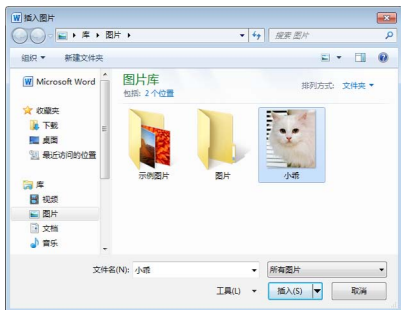 插入图片
库 图片
搜索 图片
组织 新建文件夹
Microsoft Word
图片库
包括: 2 个位置
排列方式: 文件夹
收藏夹
下载
桌面
最近访问的位置
库
视频
图片
文档
音乐
示例图片
图片
小乖
文件名(N): 小乖
所有图片
工具(L)
插入(S)
取消